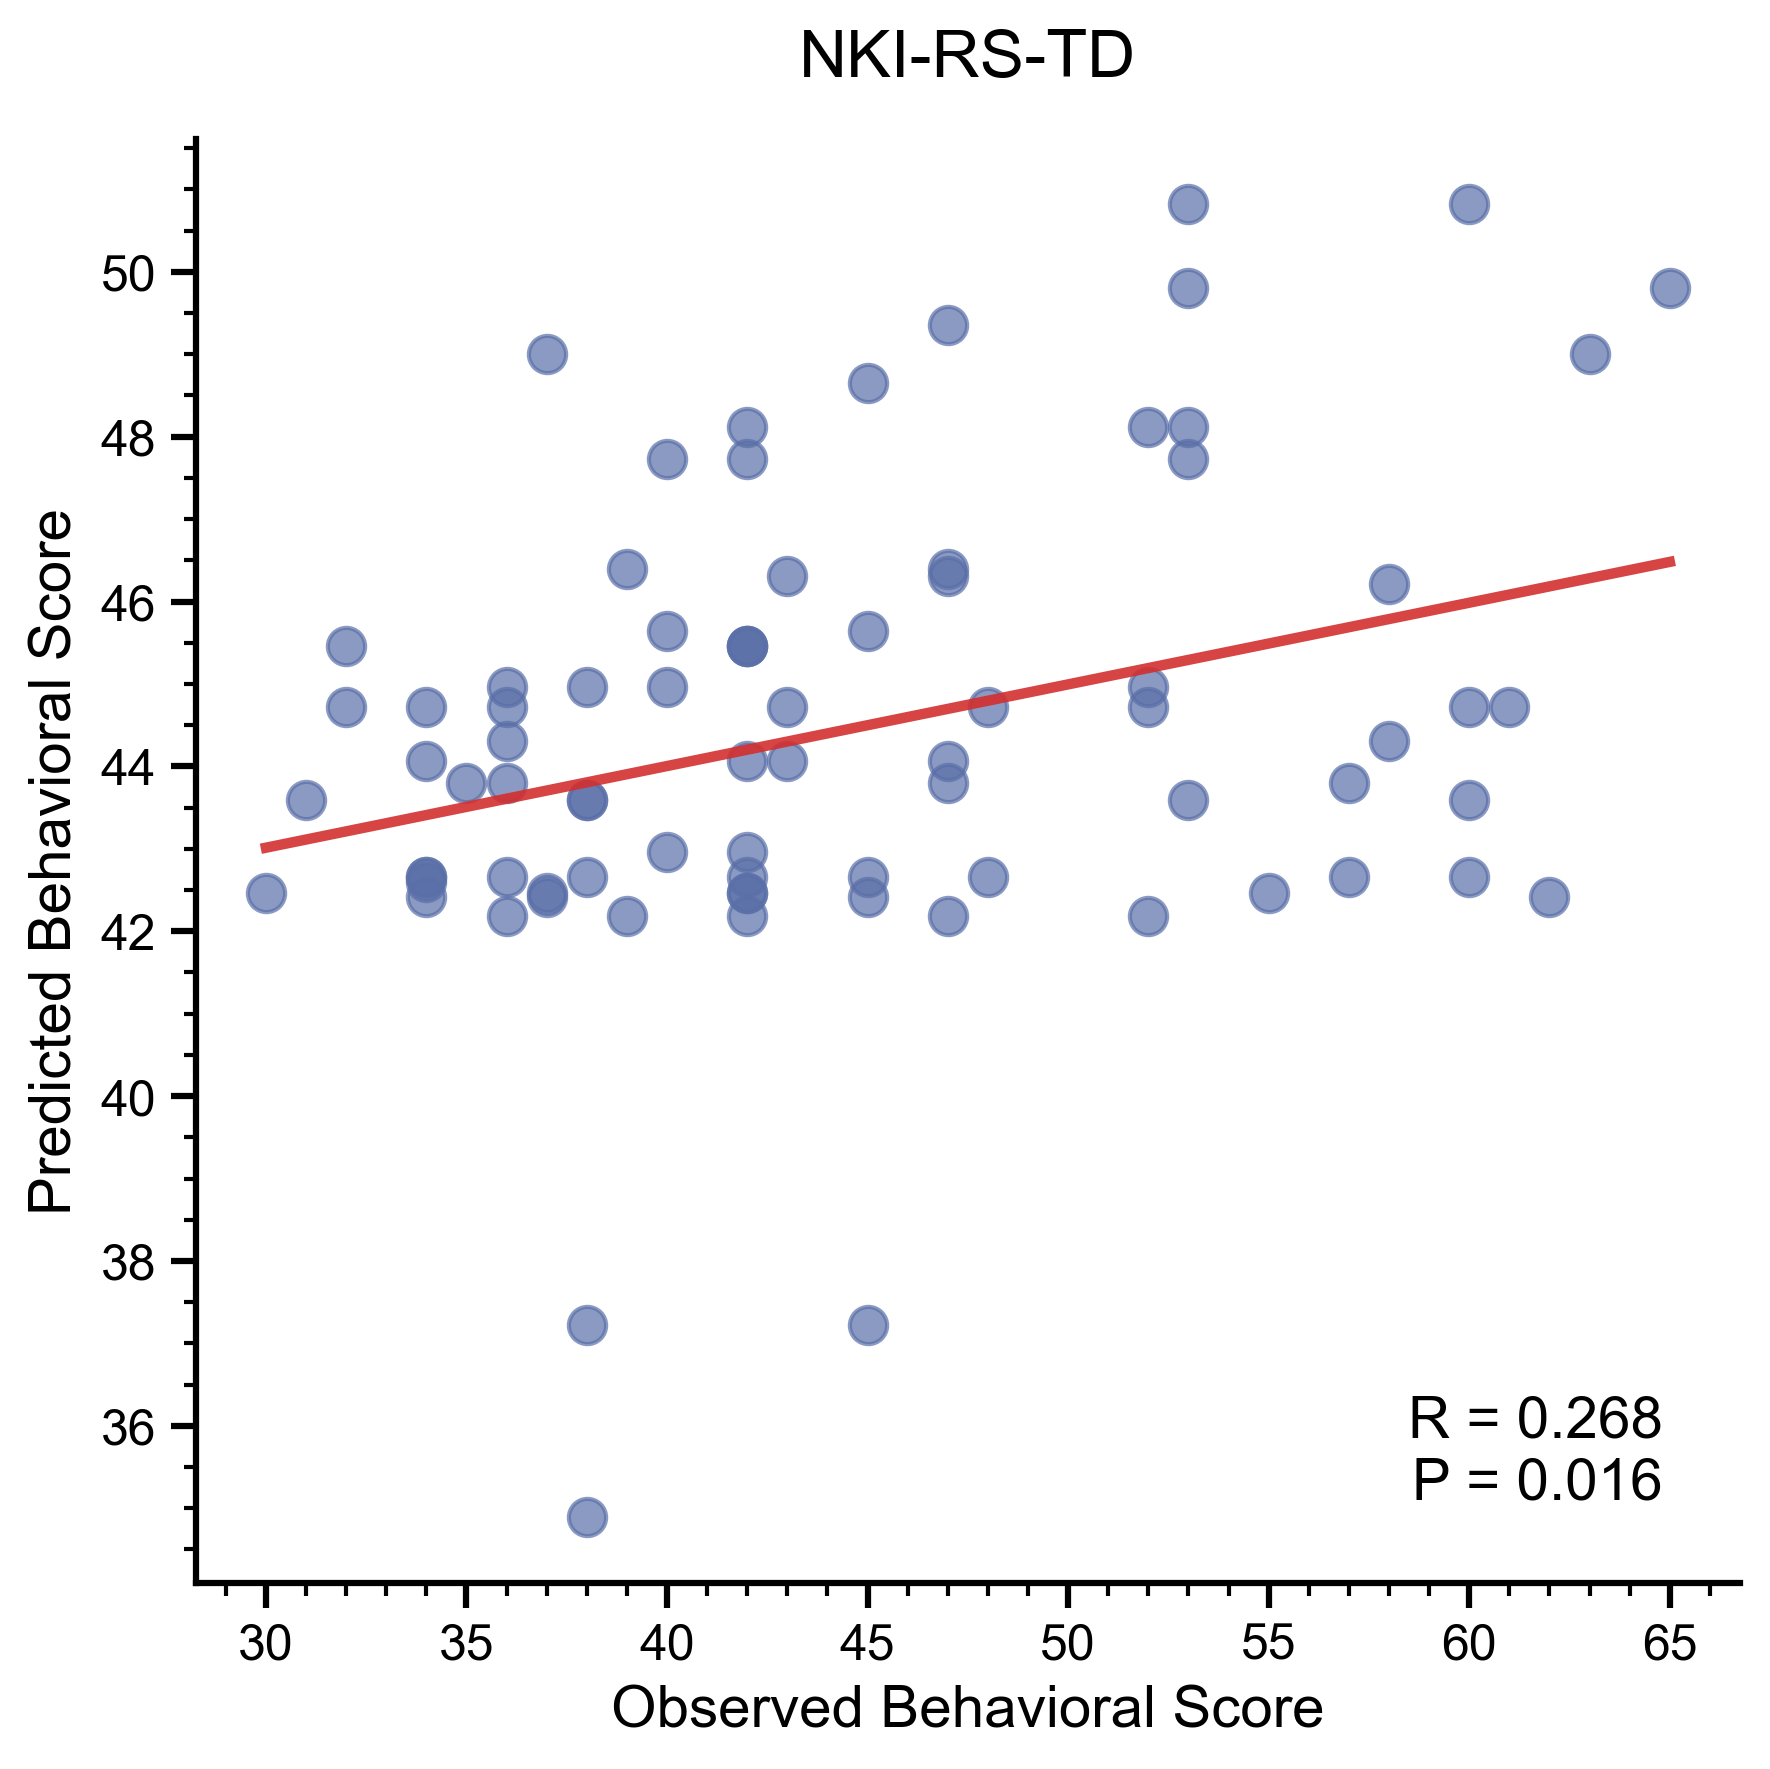 NKI-RS-TD
Predicted Behavioral Score
50
48
46
44
42
40
38
36
R = 0.268
P = 0.016
30 35 40 45 50 55 60 65
Observed Behavioral Score